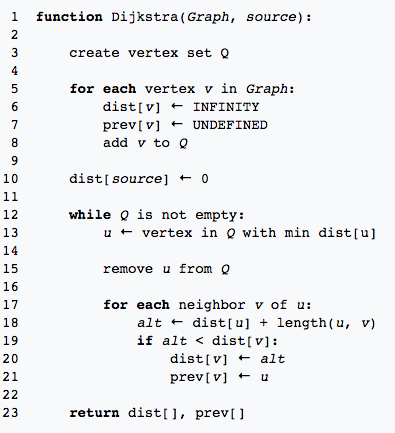 1 function Dijkstra(Graph, source):
2
3 create vertex set Q
4
5 for each vertex v in Graph:
6 dist[v] ← INFINITY
7 prev[v] ← UNDEFINED
8 add v to Q
9
10 dist[source] ← 0
11
12 while Q is not empty:
13 u ← vertex in Q with min dist[u]
14
15 remove u from Q
16
17 for each neighbor v of u:
18 alt ← dist[u] + length(u, v)
19 if alt < dist[v]:
20 dist[v] ← alt
21 prev[v] ← u
22
23 return dist[], prev[]